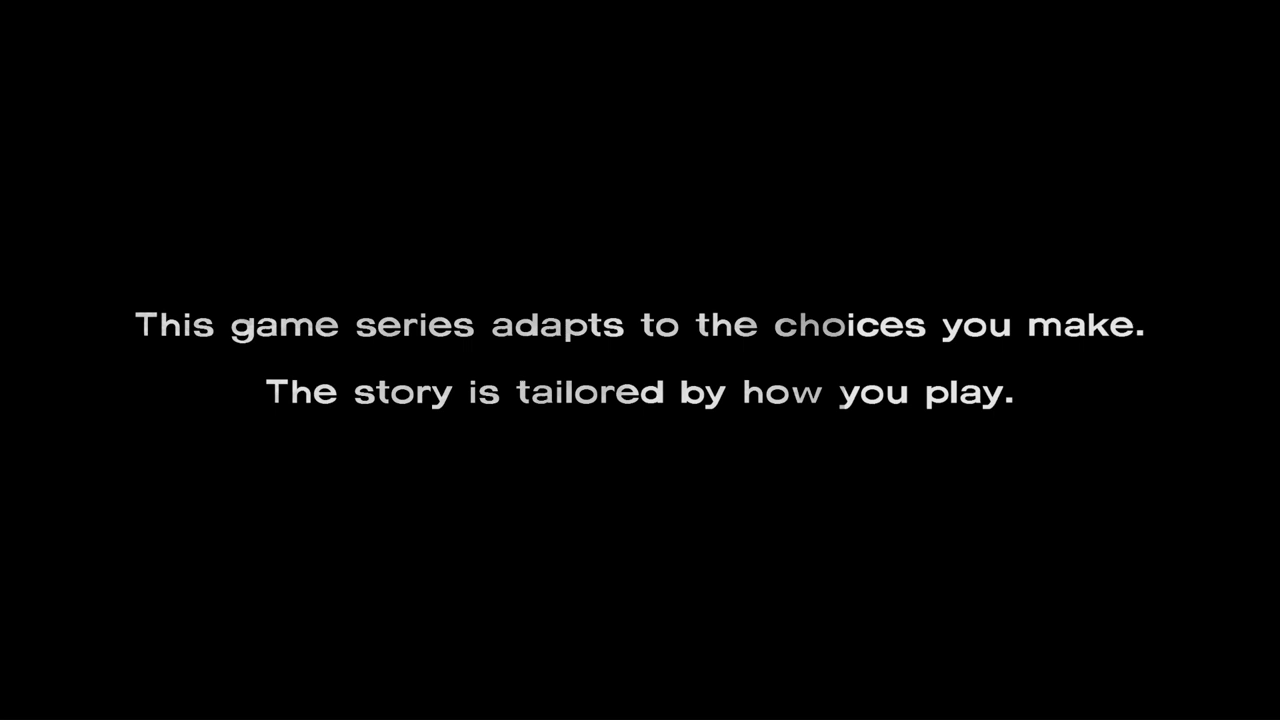 This game series adapts to the choices you make.
The story is tailored by how you play.